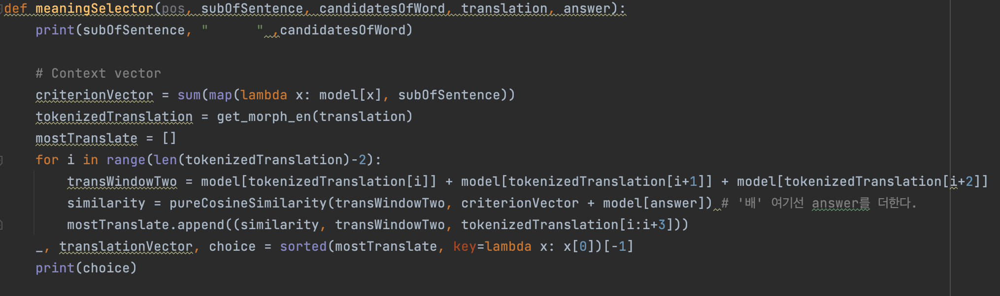 def meaningSelector(pos, subOfSentence, candidatesOfWord, translation, answer):
    print(subOfSentence, "      " ,candidatesOfWord)
    # Context vector
    criterionVector = sum(map(lambda x: model[x], subOfSentence))
    tokenizedTranslation = get_morph_en(translation)
    mostTranslate = []
    for i in range(len(tokenizedTranslation)-2):
        transWindowTwo = model[tokenizedTranslation[i]] + model[tokenizedTranslation[i+1]] + model[tokenizedTranslation[i+2]]
        similarity = pureCosineSimilarity(transWindowTwo, criterionVector + model[answer]) # '배' 여기선 answer를 더한다.
        mostTranslate.append((similarity, transWindowTwo, tokenizedTranslation[i:i+3]))
    _, translationVector, choice = sorted(mostTranslate, key=lambda x: x[0])[-1]
    print(choice)